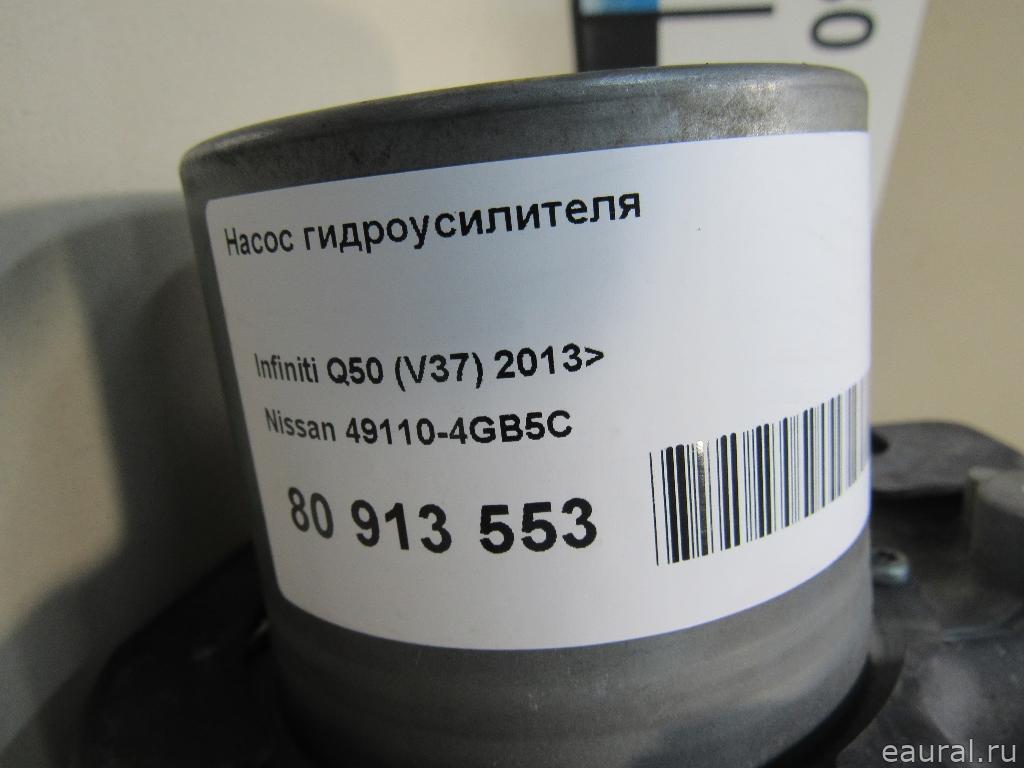 Насос гидроусилителя
Infiniti Q50 (V37) 2013>
Nissan 49110-4GB5C
80 913 553
eaural.ru